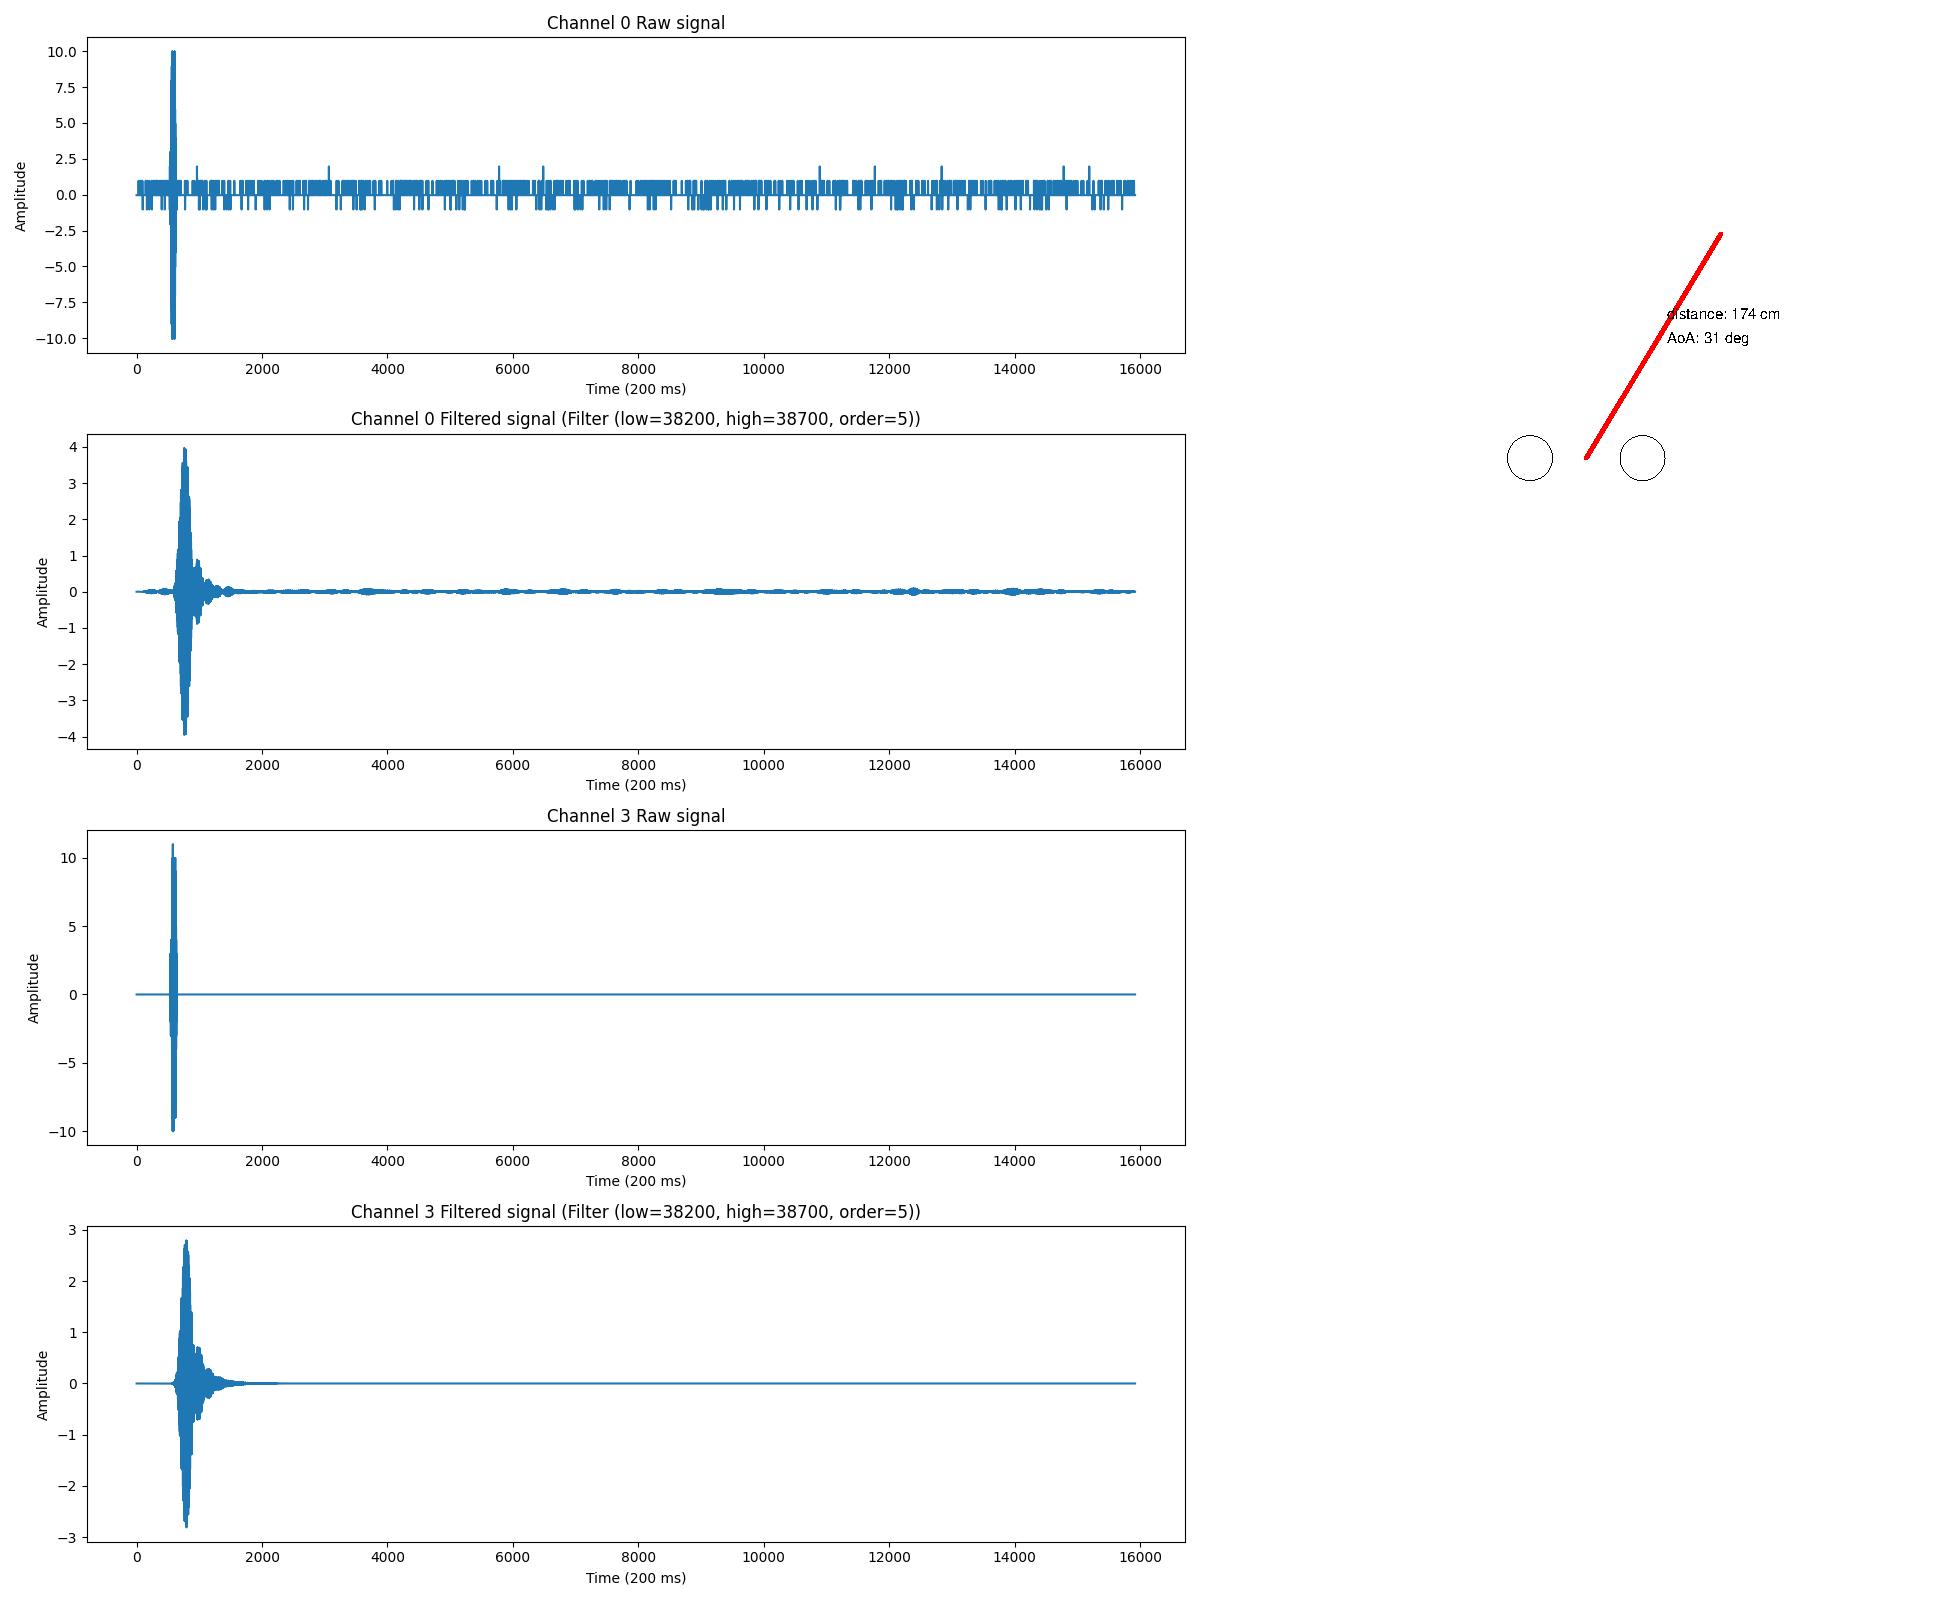 Channel 0 Raw signal
10.0
7.5
5.0
2.5
0.0
−2.5
−5.0
−7.5
−10.0
Amplitude
0 2000 4000 6000 8000 10000 12000 14000 16000
Time (200 ms)
Channel 0 Filtered signal (Filter (low=38200, high=38700, order=5))
4
3
2
1
0
−1
−2
−3
−4
Amplitude
0 2000 4000 6000 8000 10000 12000 14000 16000
Time (200 ms)
Channel 3 Raw signal
10
5
0
−5
−10
Amplitude
0 2000 4000 6000 8000 10000 12000 14000 16000
Time (200 ms)
Channel 3 Filtered signal (Filter (low=38200, high=38700, order=5))
3
2
1
0
−1
−2
−3
Amplitude
0 2000 4000 6000 8000 10000 12000 14000 16000
Time (200 ms)
distance: 174 cm
AoA: 31 deg